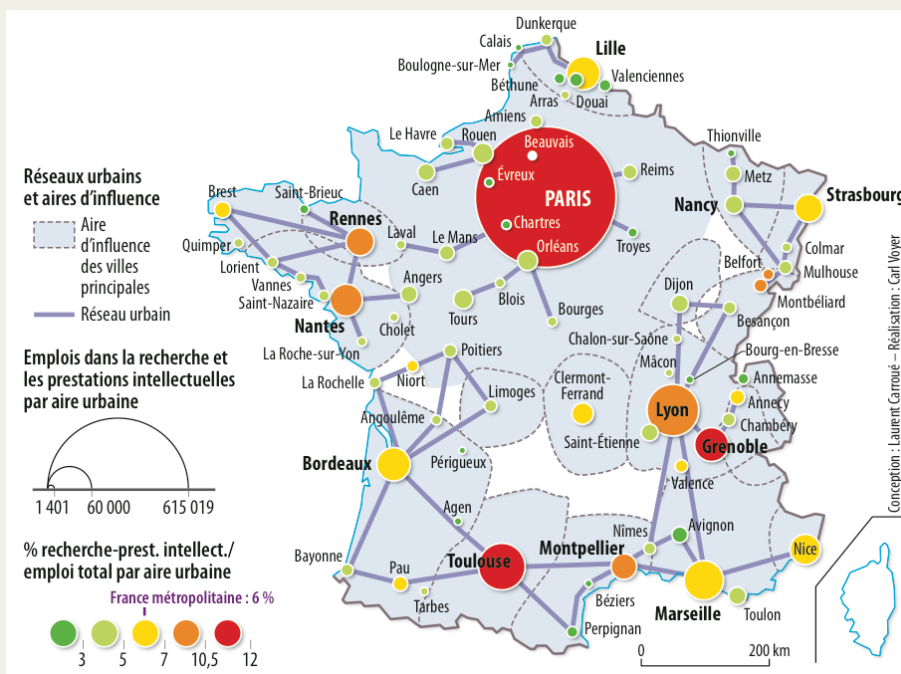 Dunkerque
Calais
Lille
Boulogne-sur-Mer
Valenciennes
Béthune
Arras
Douai
Amiens
Le Havre
Rouen
Beauvais
Thionville
Reims
Metz
Évreux
Caen
PARIS
Strasbourg
Nancy
Chartres
Troyes
Orléans
Colmar
Belfort
Mulhouse
Montbéliard
Réseaux urbains
et aires d'influence
Aire
d'influence
des villes
principales
Réseau urbain
Brest
Saint-Brieuc
Rennes
Laval
Le Mans
Quimper
Lorient
Vannes
Saint-Nazaire
Angers
Nantes
Cholet
Tours
Blois
Bourges
La Roche-sur-Yon
Dijon
Besançon
Chalon-sur-Saône
Mâcon
Bourg-en-Bresse
Emplois dans la recherche et
les prestations intellectuelles
par aire urbaine
1 401
60 000
615 019
Poitiers
La Rochelle
Niort
Limoges
Angoulême
Clermont-
Ferrand
Annemasse
Annecy
Lyon
Chambéry
Saint-Étienne
Grenoble
Bordeaux
Périgueux
Valence
Agen
% recherche-prest. intellect./
emploi total par aire urbaine
France métropolitaine : 6 %
3
5
7
10,5
12
Bayonne
Pau
Tarbes
Toulouse
Montpellier
Nîmes
Avignon
Nice
Béziers
Marseille
Toulon
Perpignan
0
200 km
Conception : Laurent Carroué – Réalisation : Carl Voyer